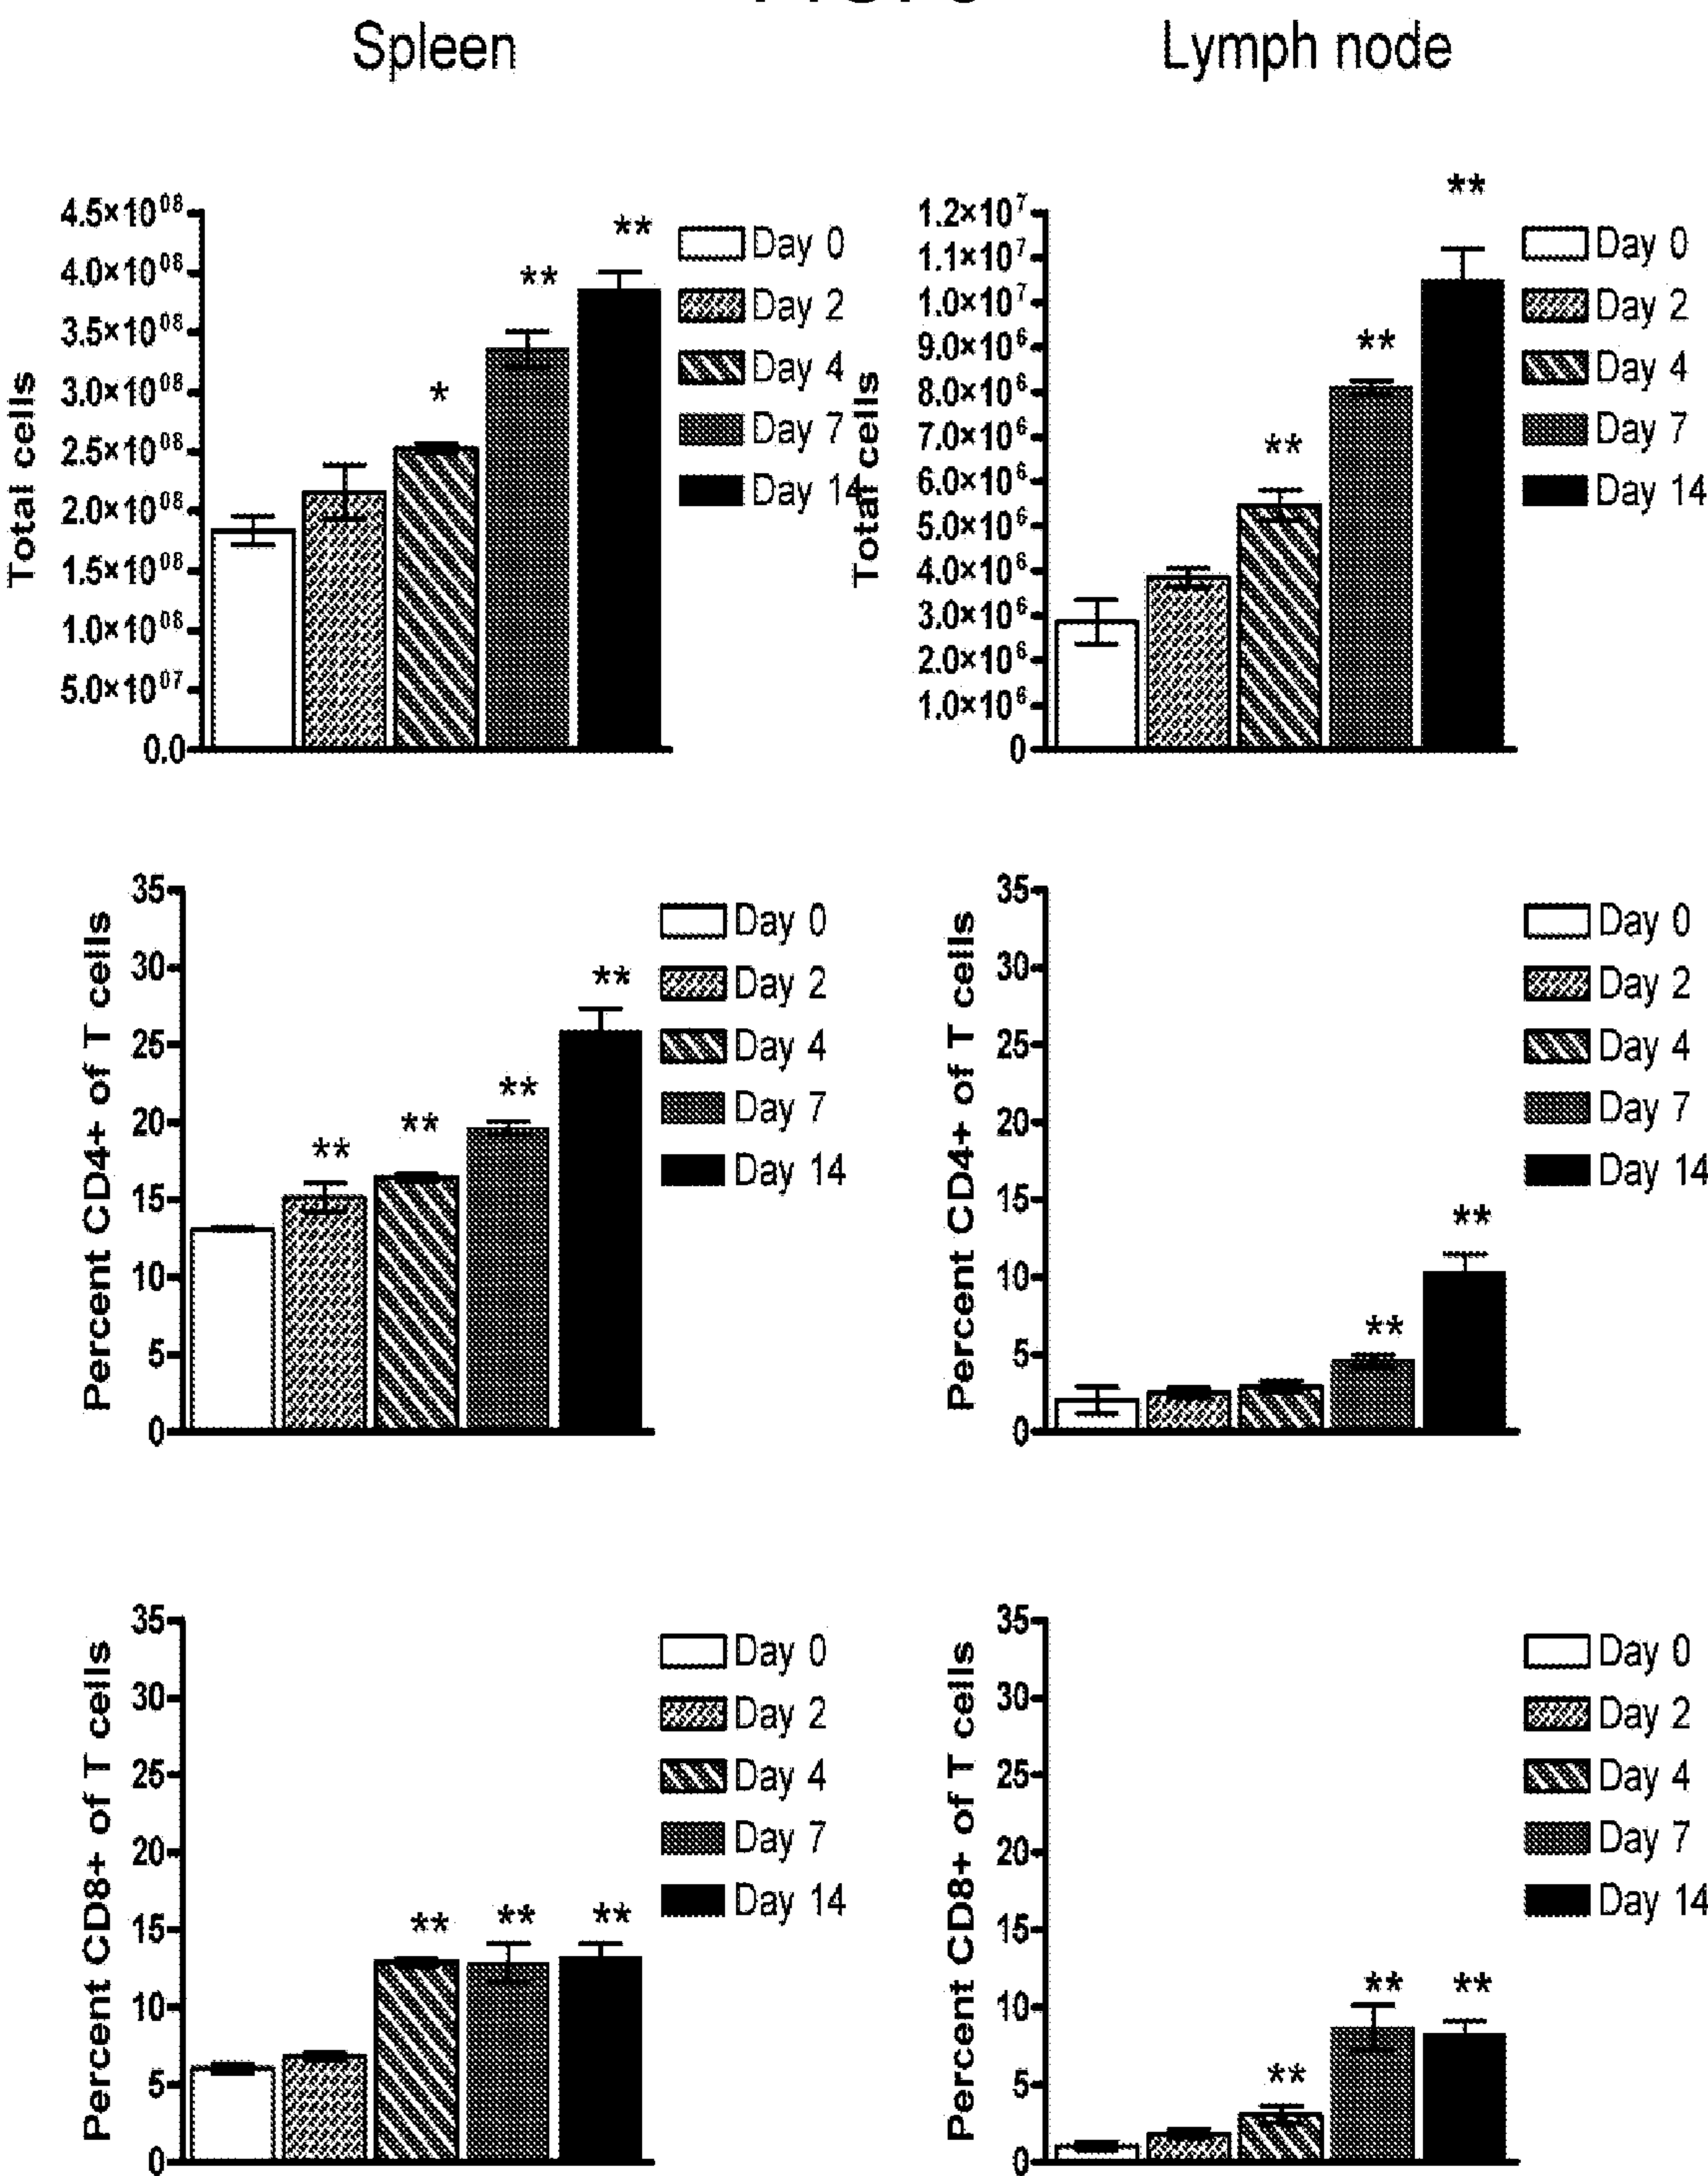 Spleen
Lymph node
Total cells
4.5×10⁰⁸
4.0×10⁰⁸
3.5×10⁰⁸
3.0×10⁰⁸
2.5×10⁰⁸
2.0×10⁰⁸
1.5×10⁰⁸
1.0×10⁰⁸
5.0×10⁰⁷
0.0
*
**
**
Day 0
Day 2
Day 4
Day 7
Day 14
Total cells
1.2×10⁷
1.1×10⁷
1.0×10⁷
9.0×10⁶
8.0×10⁶
7.0×10⁶
6.0×10⁶
5.0×10⁶
4.0×10⁶
3.0×10⁶
2.0×10⁶
1.0×10⁶
0
**
**
**
Day 0
Day 2
Day 4
Day 7
Day 14
Percent CD4+ of T cells
35
30
25
20
15
10
5
0
**
**
**
**
Day 0
Day 2
Day 4
Day 7
Day 14
Percent CD4+ of T cells
35
30
25
20
15
10
5
0
**
**
Day 0
Day 2
Day 4
Day 7
Day 14
Percent CD8+ of T cells
35
30
25
20
15
10
5
0
**
**
**
Day 0
Day 2
Day 4
Day 7
Day 14
Percent CD8+ of T cells
35
30
25
20
15
10
5
0
**
**
**
Day 0
Day 2
Day 4
Day 7
Day 14